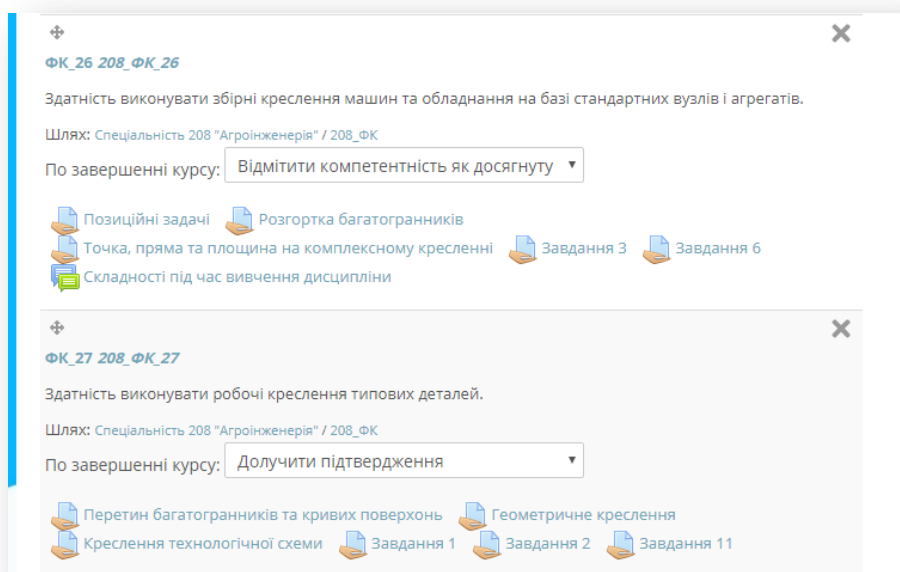 ФК_26 208_ФК_26
Здатність виконувати збірні креслення машин та обладнання на базі стандартних вузлів і агрегатів.
Шлях: Спеціальність 208 "Агроінженерія" / 208_ФК
По завершенні курсу: Відмітити компетентність як досягнуту
Позиційні задачі Розгортка багатогранників
Точка, пряма та площина на комплексному кресленні Завдання 3 Завдання 6
Складності під час вивчення дисципліни
ФК_27 208_ФК_27
Здатність виконувати робочі креслення типових деталей.
Шлях: Спеціальність 208 "Агроінженерія" / 208_ФК
По завершенні курсу: Долучити підтвердження
Перетин багатогранників та кривих поверхонь Геометричне креслення
Креслення технологічної схеми Завдання 1 Завдання 2 Завдання 11